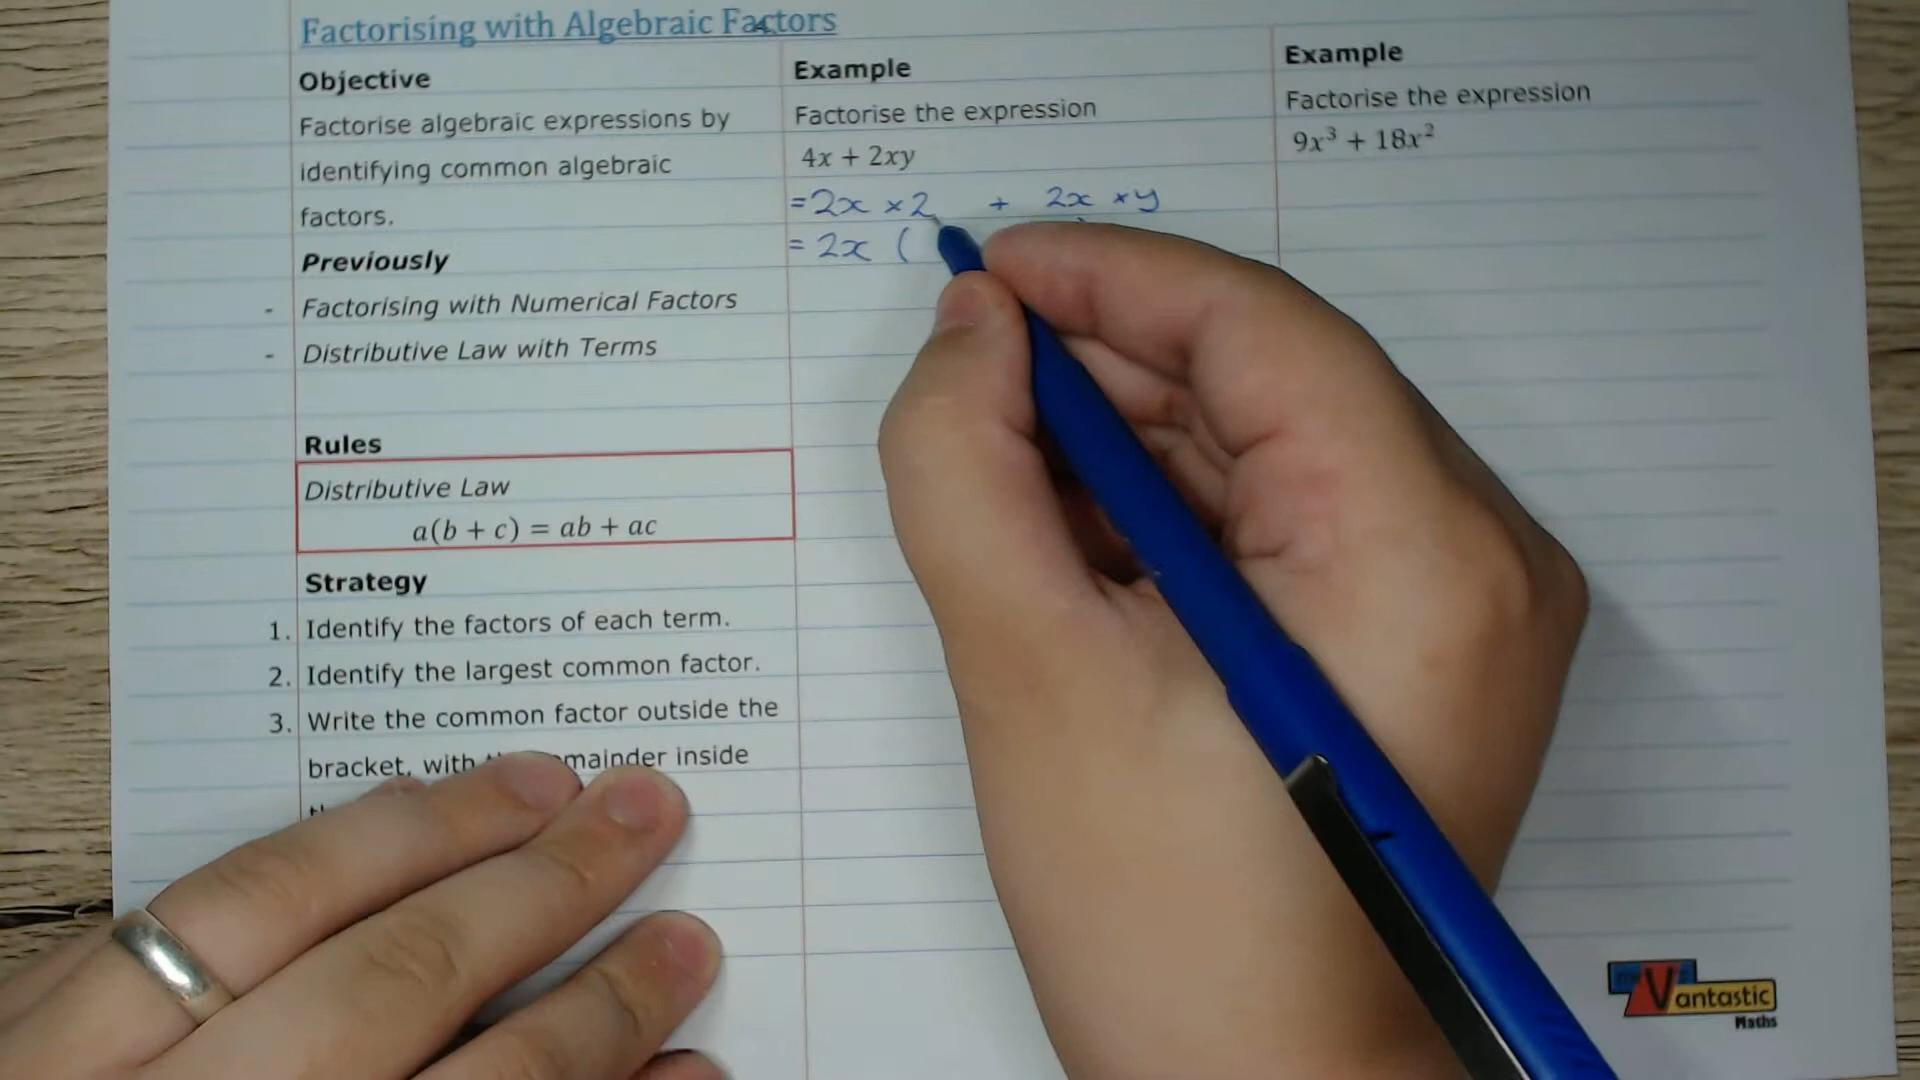 Factorising with Algebraic Factors
Objective
Factorise algebraic expressions by
identifying common algebraic
factors.
Previously
- Factorising with Numerical Factors
- Distributive Law with Terms
Rules
Distributive Law
a(b + c) = ab + ac
Strategy
1. Identify the factors of each term.
2. Identify the largest common factor.
3. Write the common factor outside the
bracket, with mainder inside
Example
Factorise the expression
4x + 2xy
= 2x × 2 + 2x × y
= 2x (
Example
Factorise the expression
9x³ + 18x²
Vantastic
Maths